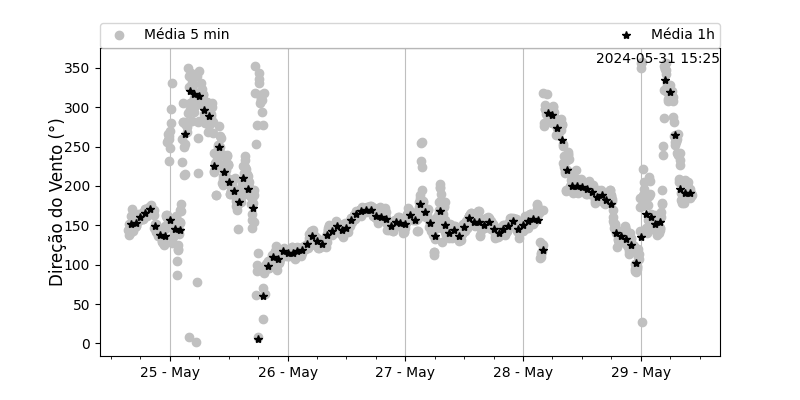 Média 5 min
Média 1h
2024-05-31 15:25
Direção do Vento (°)
350
300
250
200
150
100
50
0
25 - May
26 - May
27 - May
28 - May
29 - May